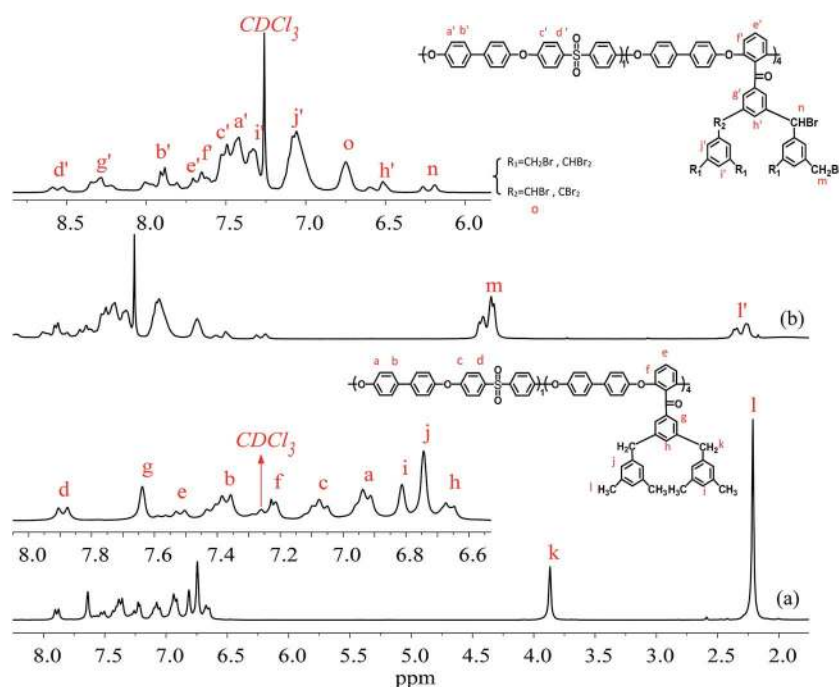 CDCl3
d' g' b' e' f' c' a' i' j' o h' n
8.5 8.0 7.5 7.0 6.5 6.0
a' b' c' d' e'
f'
O O S O O O 4
O O
O
g' n
h' CHBr
R2
j'
R1 R1 R1 CH2B
i' m
R1=CH2Br , CHBr2
R2=CHBr , CBr2
o
m l'
(b)
a b c d e
f
O O S O 1 O O 4
O O
O
g
H2C h CH2 k
j
l H3C CH3 H3C i CH3
CDCl3
d g e b f c a i j h
8.0 7.8 7.6 7.4 7.2 7.0 6.8 6.6
k l
(a)
8.0 7.5 7.0 6.5 6.0 5.5 5.0 4.5 4.0 3.5 3.0 2.5 2.0
ppm